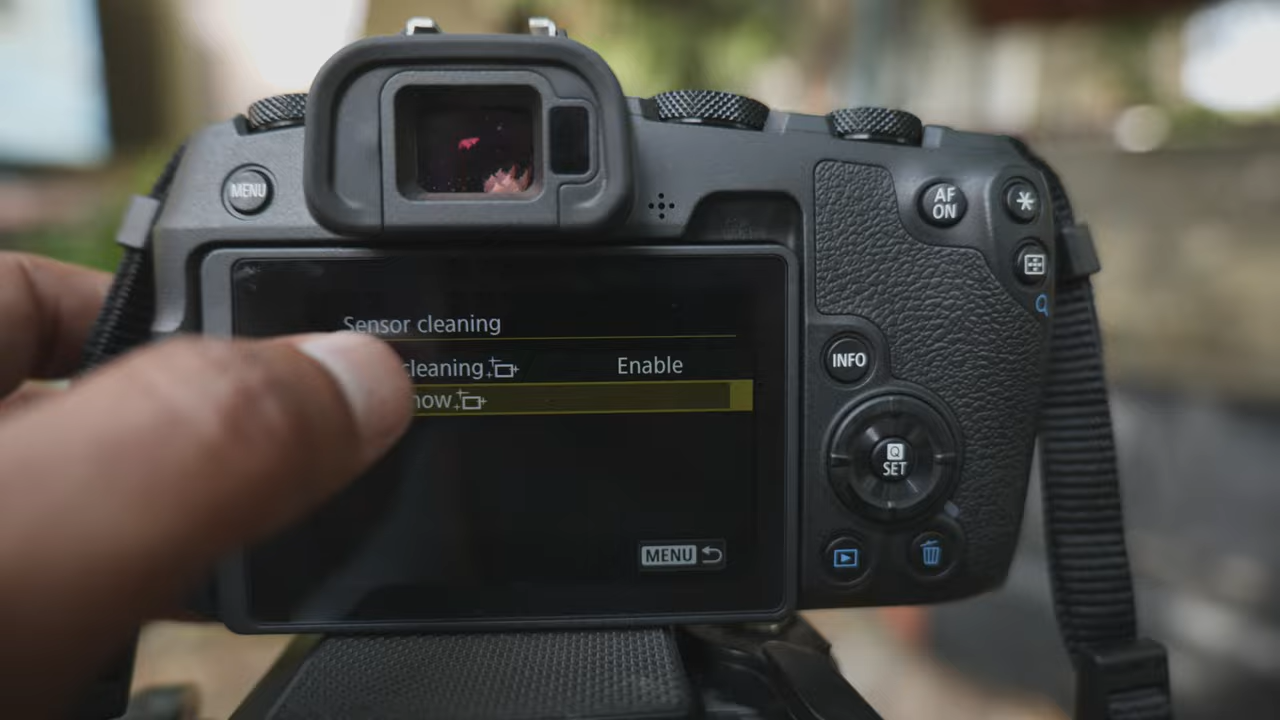 MENU
AF
ON
Sensor cleaning
cleaning
Enable
now
INFO
Q
SET
MENU